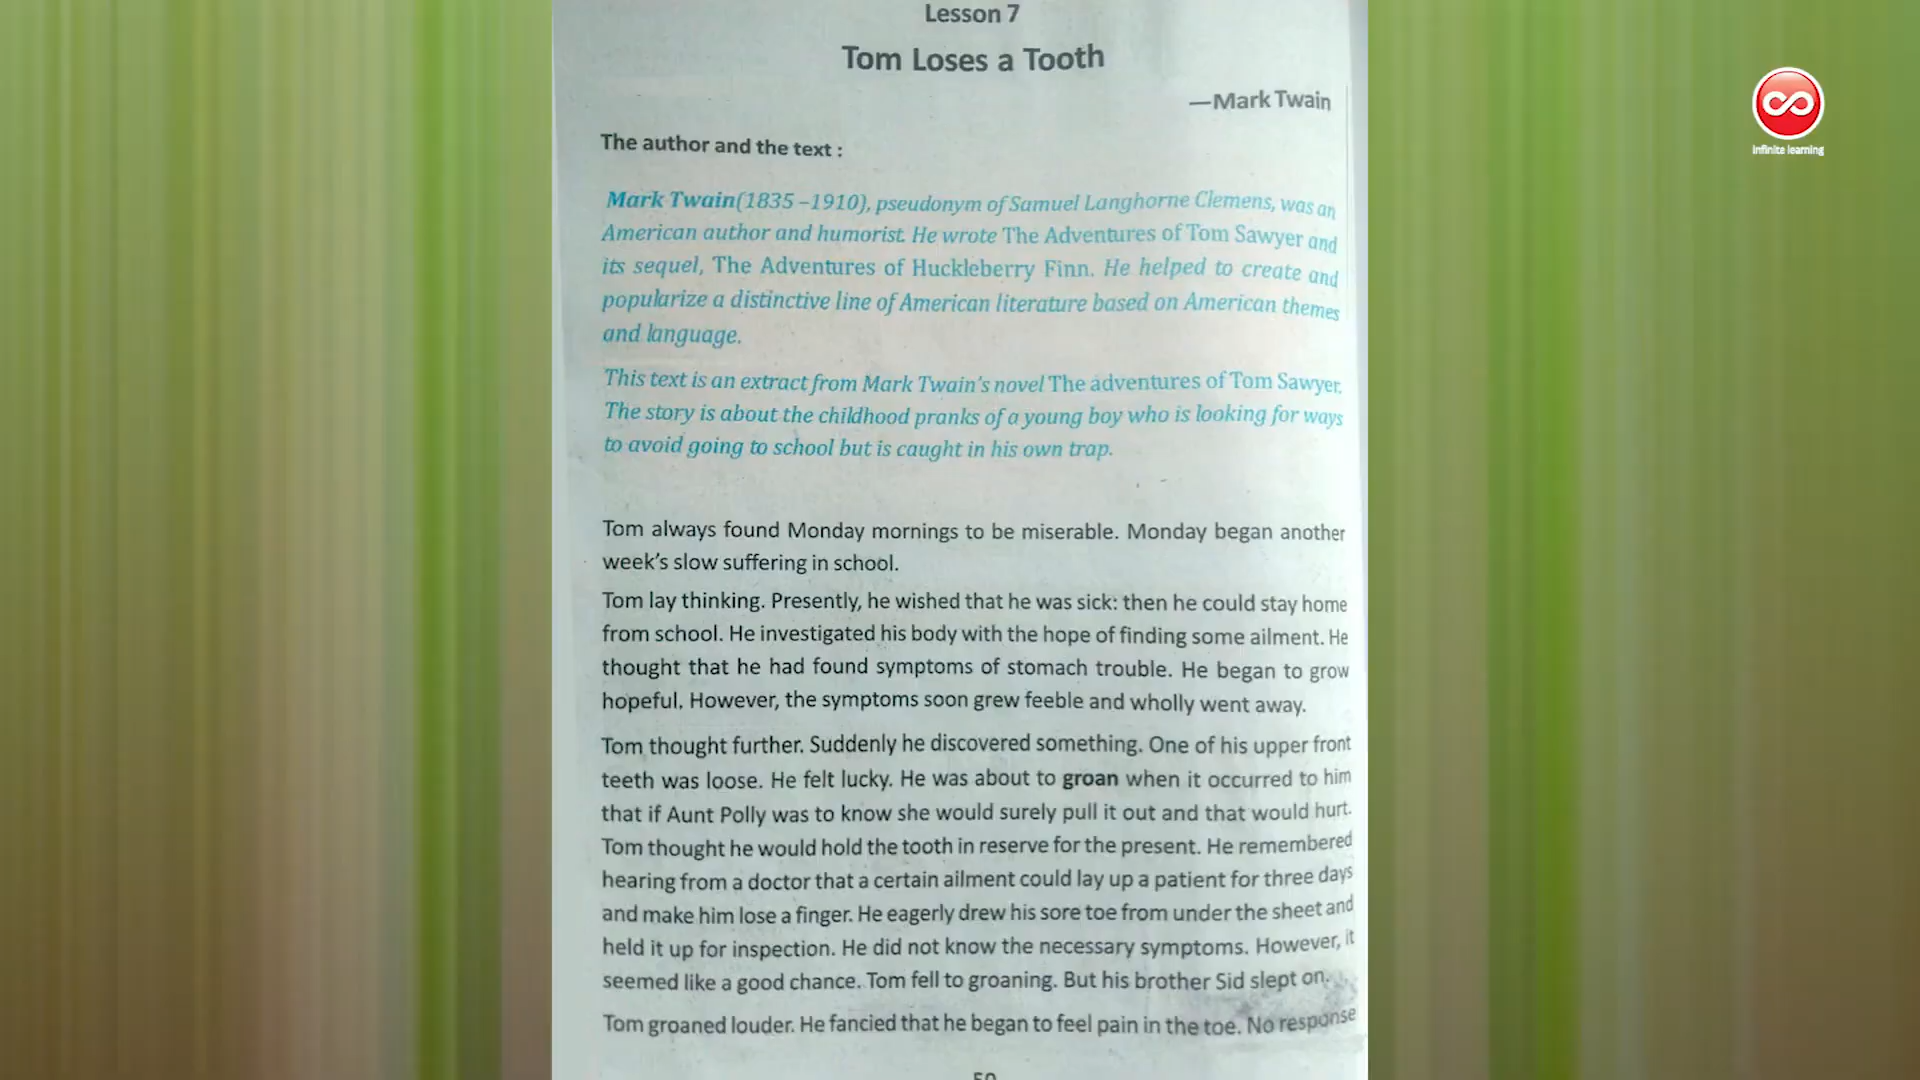 Lesson 7
Tom Loses a Tooth
—Mark Twain
infinite learning
The author and the text :
Mark Twain(1835 –1910), pseudonym of Samuel Langhorne Clemens, was an
American author and humorist. He wrote The Adventures of Tom Sawyer and
its sequel, The Adventures of Huckleberry Finn. He helped to create and
popularize a distinctive line of American literature based on American themes
and language.
This text is an extract from Mark Twain's novel The adventures of Tom Sawyer.
The story is about the childhood pranks of a young boy who is looking for ways
to avoid going to school but is caught in his own trap.
Tom always found Monday mornings to be miserable. Monday began another
week's slow suffering in school.
Tom lay thinking. Presently, he wished that he was sick: then he could stay home
from school. He investigated his body with the hope of finding some ailment. He
thought that he had found symptoms of stomach trouble. He began to grow
hopeful. However, the symptoms soon grew feeble and wholly went away.
Tom thought further. Suddenly he discovered something. One of his upper front
teeth was loose. He felt lucky. He was about to groan when it occurred to him
that if Aunt Polly was to know she would surely pull it out and that would hurt.
Tom thought he would hold the tooth in reserve for the present. He remembered
hearing from a doctor that a certain ailment could lay up a patient for three days
and make him lose a finger. He eagerly drew his sore toe from under the sheet and
held it up for inspection. He did not know the necessary symptoms. However, it
seemed like a good chance. Tom fell to groaning. But his brother Sid slept on.
Tom groaned louder. He fancied that he began to feel pain in the toe. No response